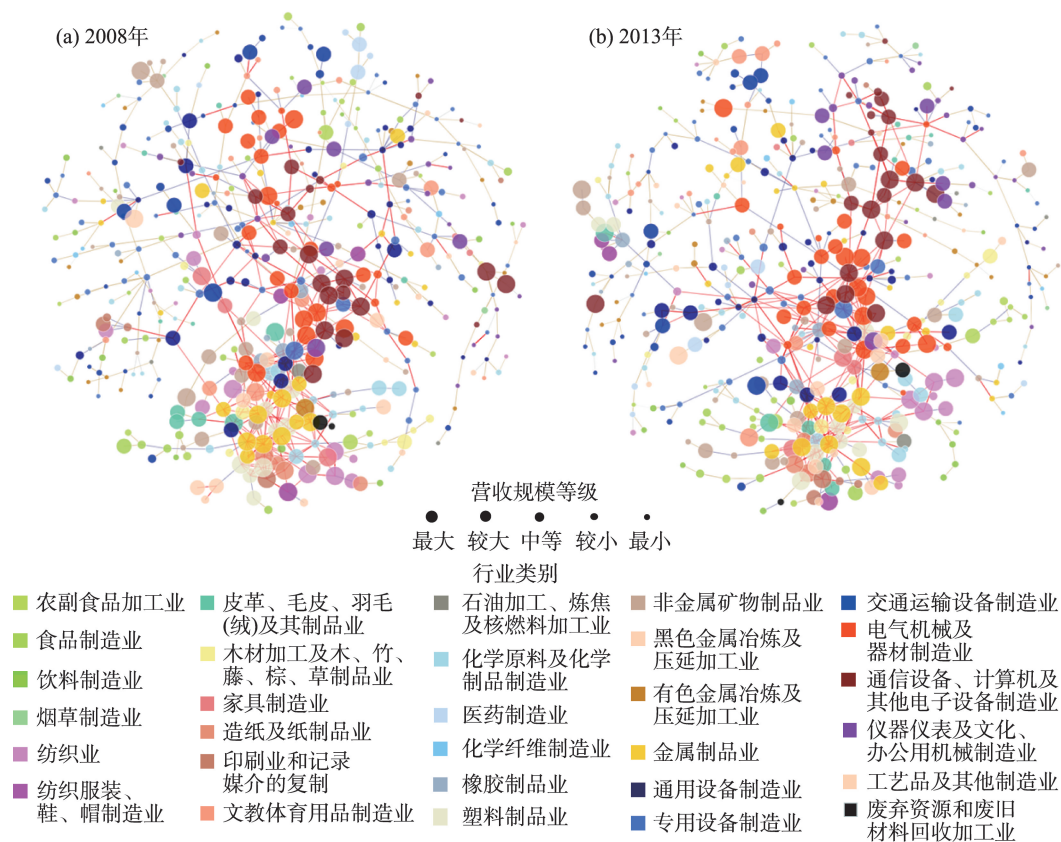 (a) 2008年
(b) 2013年
营收规模等级
最大 较大 中等 较小 最小
行业类别
农副食品加工业
食品制造业
饮料制造业
烟草制造业
纺织业
纺织服装、
鞋、帽制造业
皮革、毛皮、羽毛
(绒)及其制品业
木材加工及木、竹、
藤、棕、草制品业
家具制造业
造纸及纸制品业
印刷业和记录
媒介的复制
文教体育用品制造业
石油加工、炼焦
及核燃料加工业
化学原料及化学
制品制造业
医药制造业
化学纤维制造业
橡胶制品业
塑料制品业
非金属矿物制品业
黑色金属冶炼及
压延加工业
有色金属冶炼及
压延加工业
金属制品业
通用设备制造业
专用设备制造业
交通运输设备制造业
电气机械及
器材制造业
通信设备、计算机及
其他电子设备制造业
仪器仪表及文化、
办公用机械制造业
工艺品及其他制造业
废弃资源和废旧
材料回收加工业